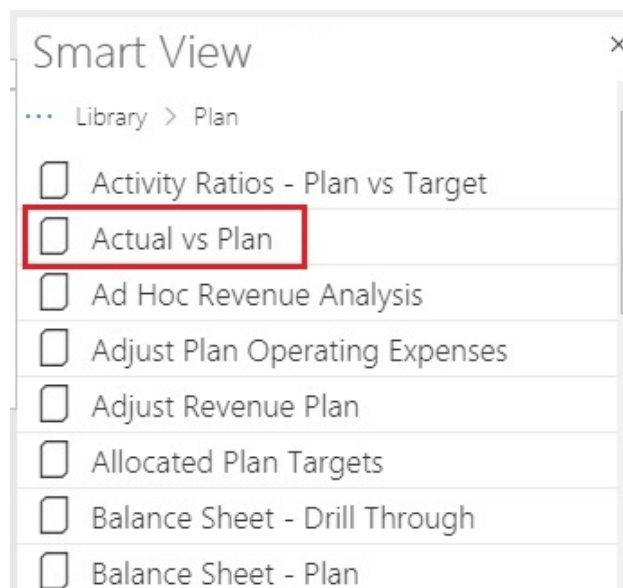 Smart View
... Library > Plan
Activity Ratios - Plan vs Target
Actual vs Plan
Ad Hoc Revenue Analysis
Adjust Plan Operating Expenses
Adjust Revenue Plan
Allocated Plan Targets
Balance Sheet - Drill Through
Balance Sheet - Plan